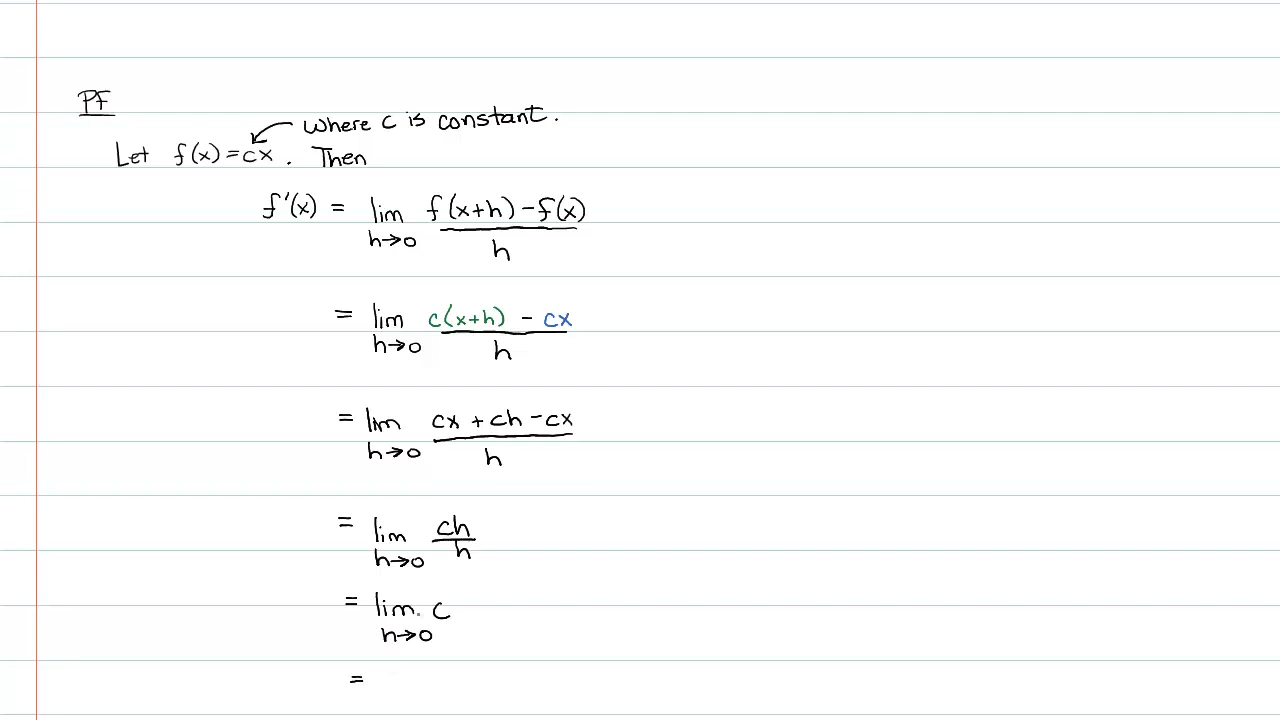 PF
where c is constant.
Let f(x) = cx. Then
f'(x) = lim h→0 f(x+h) - f(x) / h
= lim h→0 c(x+h) - cx / h
= lim h→0 cx + ch - cx / h
= lim h→0 ch / h
= lim h→0 c
=